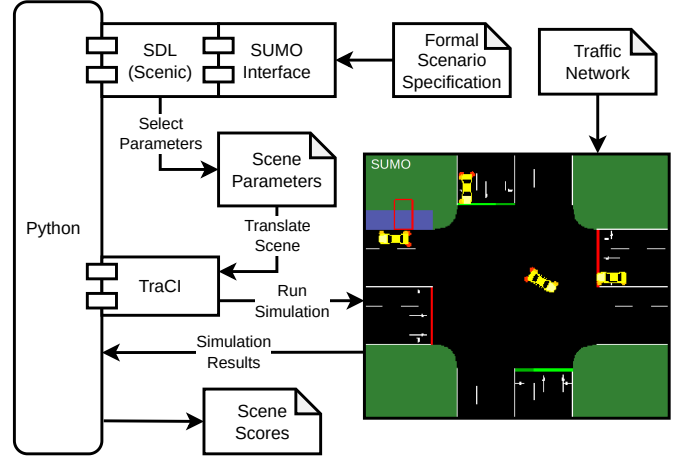 SDL
(Scenic)
SUMO
Interface
Formal
Scenario
Specification
Traffic
Network
Select
Parameters
Scene
Parameters
SUMO
Python
Translate
Scene
TraCI
Run
Simulation
Simulation
Results
Scene
Scores